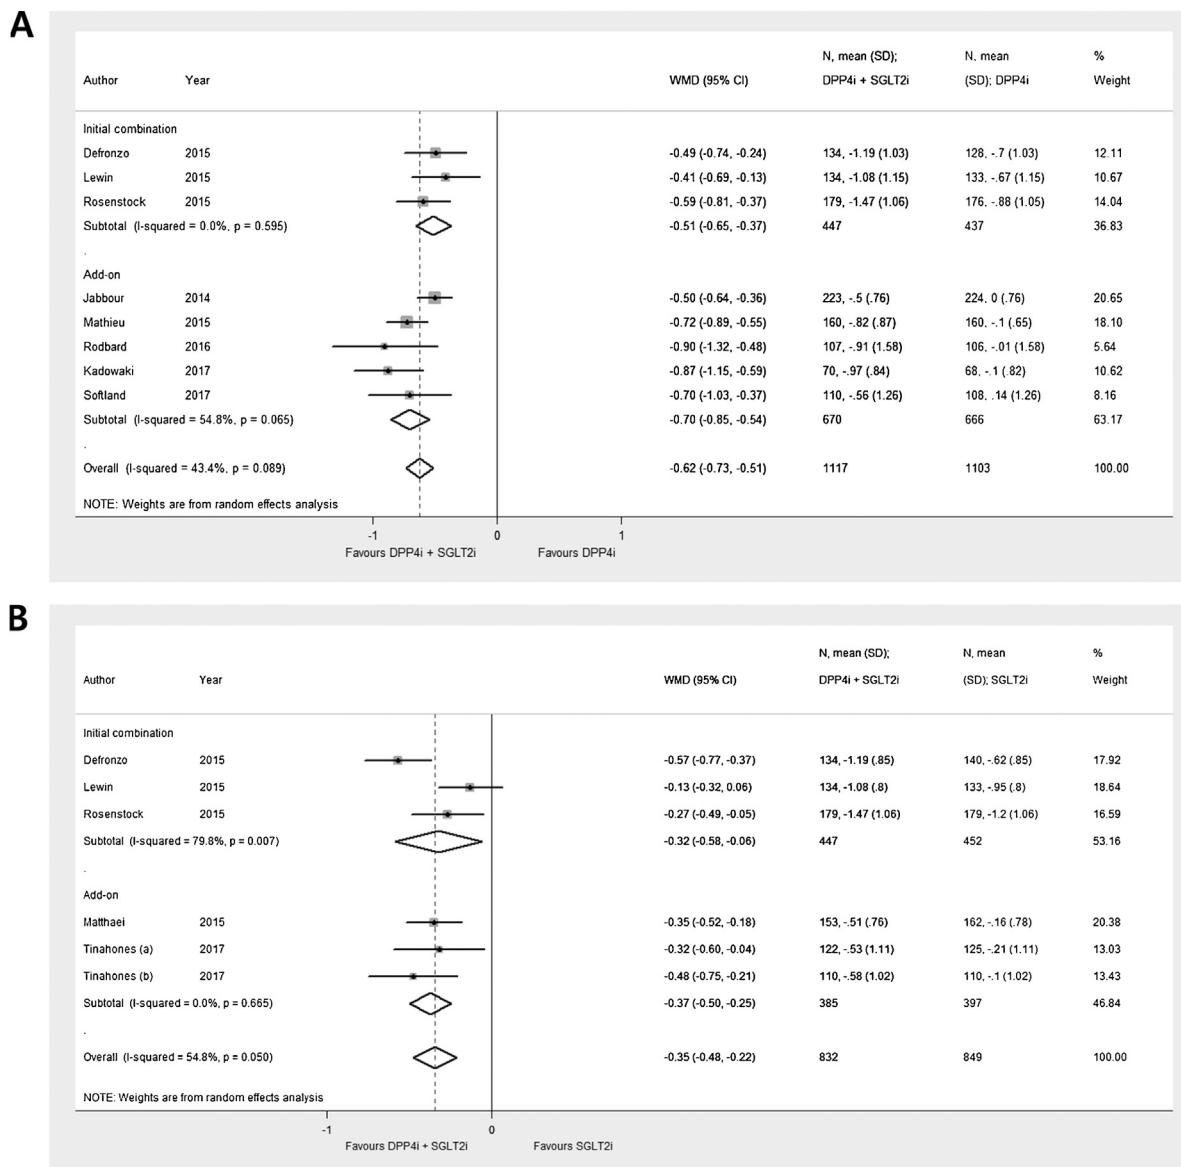 A
N, mean (SD); N, mean %
Author Year WMD (95% CI) DPP4i + SGLT2i (SD); DPP4i Weight
Initial combination
Defronzo 2015 -0.49 (-0.74, -0.24) 134, -1.19 (1.03) 128, -.7 (1.03) 12.11
Lewin 2015 -0.41 (-0.69, -0.13) 134, -1.08 (1.15) 133, -.67 (1.15) 10.67
Rosenstock 2015 -0.59 (-0.81, -0.37) 179, -1.47 (1.06) 176, -.88 (1.05) 14.04
Subtotal (I-squared = 0.0%, p = 0.595) -0.51 (-0.65, -0.37) 447 437 36.83
.
Add-on
Jabbour 2014 -0.50 (-0.64, -0.36) 223, -.5 (.76) 224, 0 (.76) 20.65
Mathieu 2015 -0.72 (-0.89, -0.55) 160, -.82 (.87) 160, -.1 (.65) 18.10
Rodbard 2016 -0.90 (-1.32, -0.48) 107, -.91 (1.58) 106, -.01 (1.58) 5.64
Kadowaki 2017 -0.87 (-1.15, -0.59) 70, -.97 (.84) 68, -.1 (.82) 10.62
Softland 2017 -0.70 (-1.03, -0.37) 110, -.56 (1.26) 108, .14 (1.26) 8.16
Subtotal (I-squared = 54.8%, p = 0.065) -0.70 (-0.85, -0.54) 670 666 63.17
.
Overall (I-squared = 43.4%, p = 0.089) -0.62 (-0.73, -0.51) 1117 1103 100.00
NOTE: Weights are from random effects analysis
-1 0 1
Favours DPP4i + SGLT2i Favours DPP4i
B
N, mean (SD); N, mean %
Author Year WMD (95% CI) DPP4i + SGLT2i (SD); SGLT2i Weight
Initial combination
Defronzo 2015 -0.57 (-0.77, -0.37) 134, -1.19 (.85) 140, -.62 (.85) 17.92
Lewin 2015 -0.13 (-0.32, 0.06) 134, -1.08 (.8) 133, -.95 (.8) 18.64
Rosenstock 2015 -0.27 (-0.49, -0.05) 179, -1.47 (1.06) 179, -1.2 (1.06) 16.59
Subtotal (I-squared = 79.8%, p = 0.007) -0.32 (-0.58, -0.06) 447 452 53.16
.
Add-on
Matthaei 2015 -0.35 (-0.52, -0.18) 153, -.51 (.76) 162, -.16 (.78) 20.38
Tinahones (a) 2017 -0.32 (-0.60, -0.04) 122, -.53 (1.11) 125, -.21 (1.11) 13.03
Tinahones (b) 2017 -0.48 (-0.75, -0.21) 110, -.58 (1.02) 110, -.1 (1.02) 13.43
Subtotal (I-squared = 0.0%, p = 0.665) -0.37 (-0.50, -0.25) 385 397 46.84
.
Overall (I-squared = 54.8%, p = 0.050) -0.35 (-0.48, -0.22) 832 849 100.00
NOTE: Weights are from random effects analysis
-1 0
Favours DPP4i + SGLT2i Favours SGLT2i